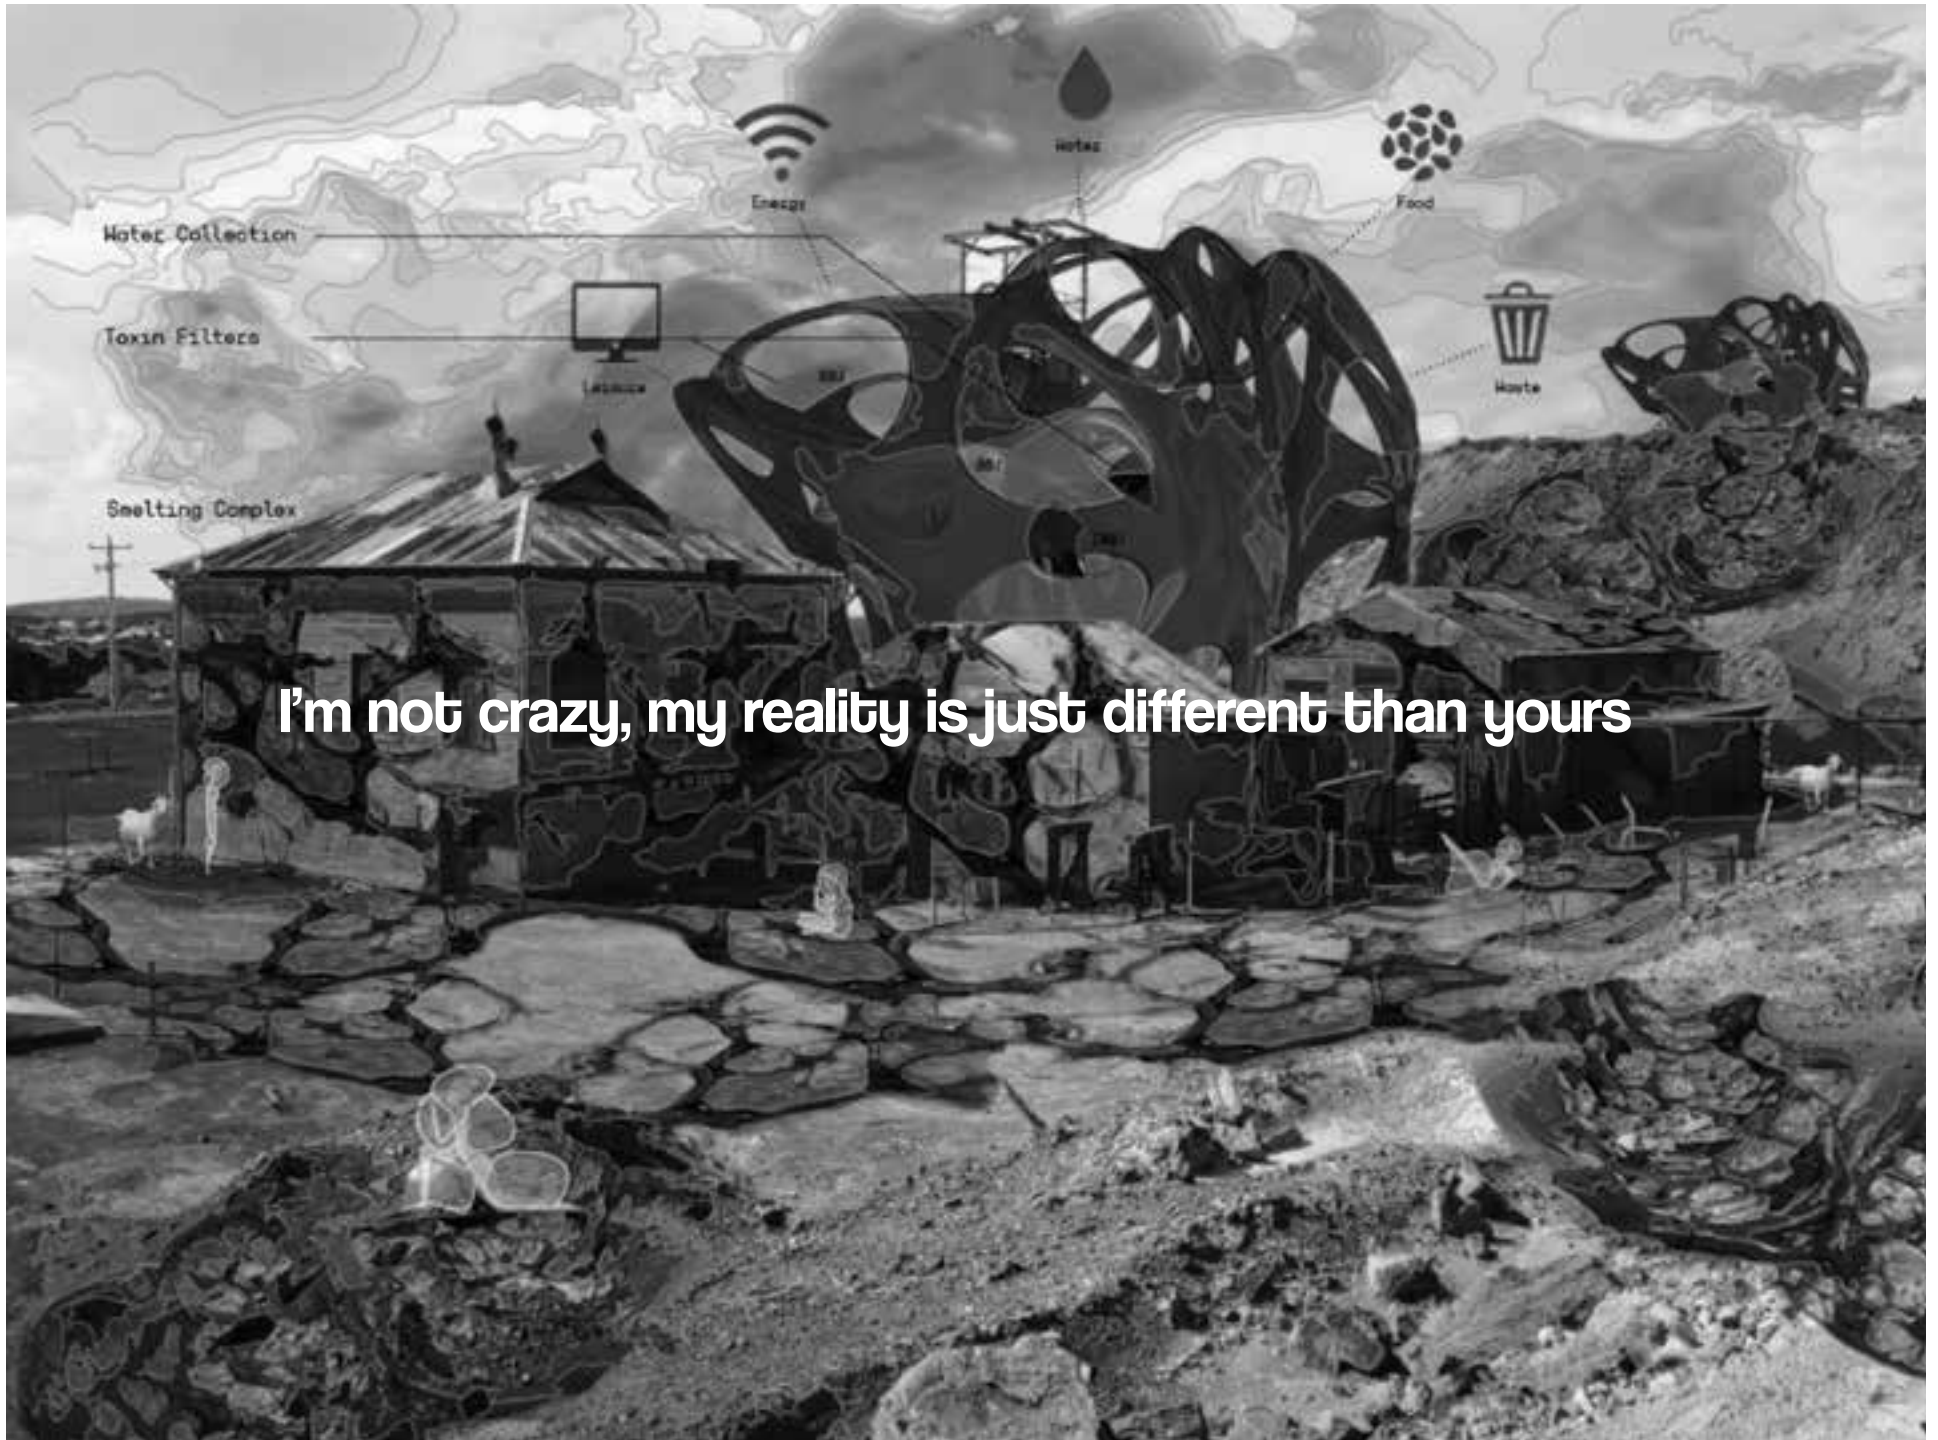 Water
Energy
Food
Water Collection
Toxin Filters
Leisure
Waste
Smelting Complex
I'm not crazy, my reality is just different than yours